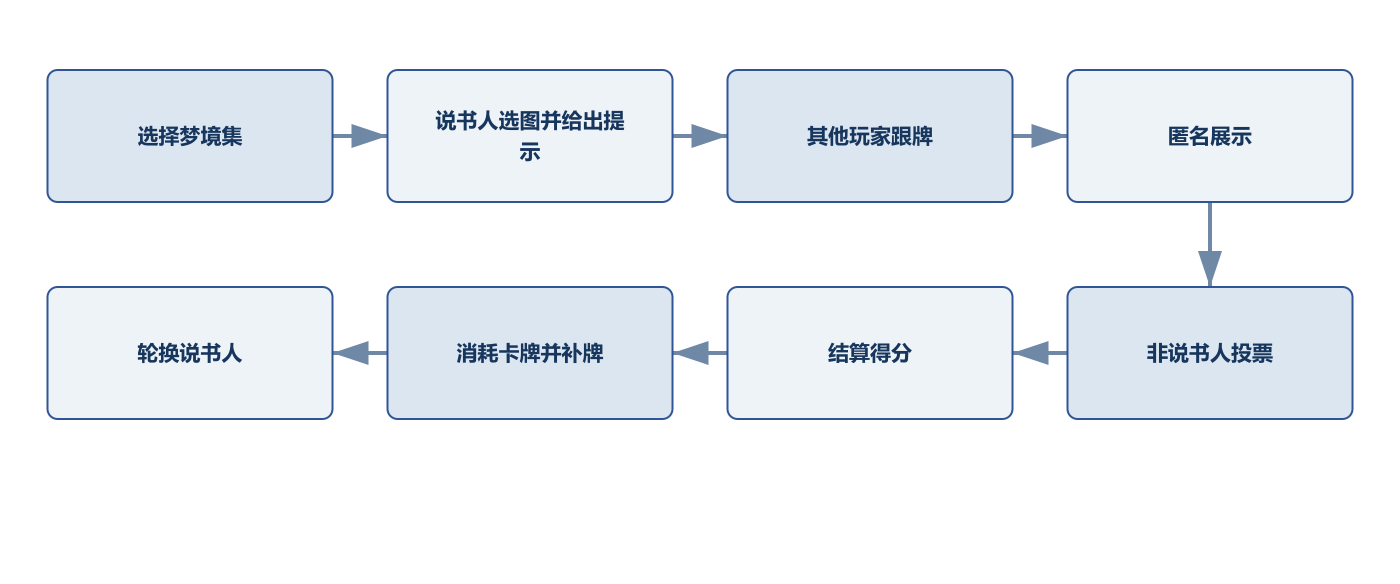 选择梦境集
说书人选图并给出提
示
其他玩家跟牌
匿名展示
非说书人投票
结算得分
消耗卡牌并补牌
轮换说书人